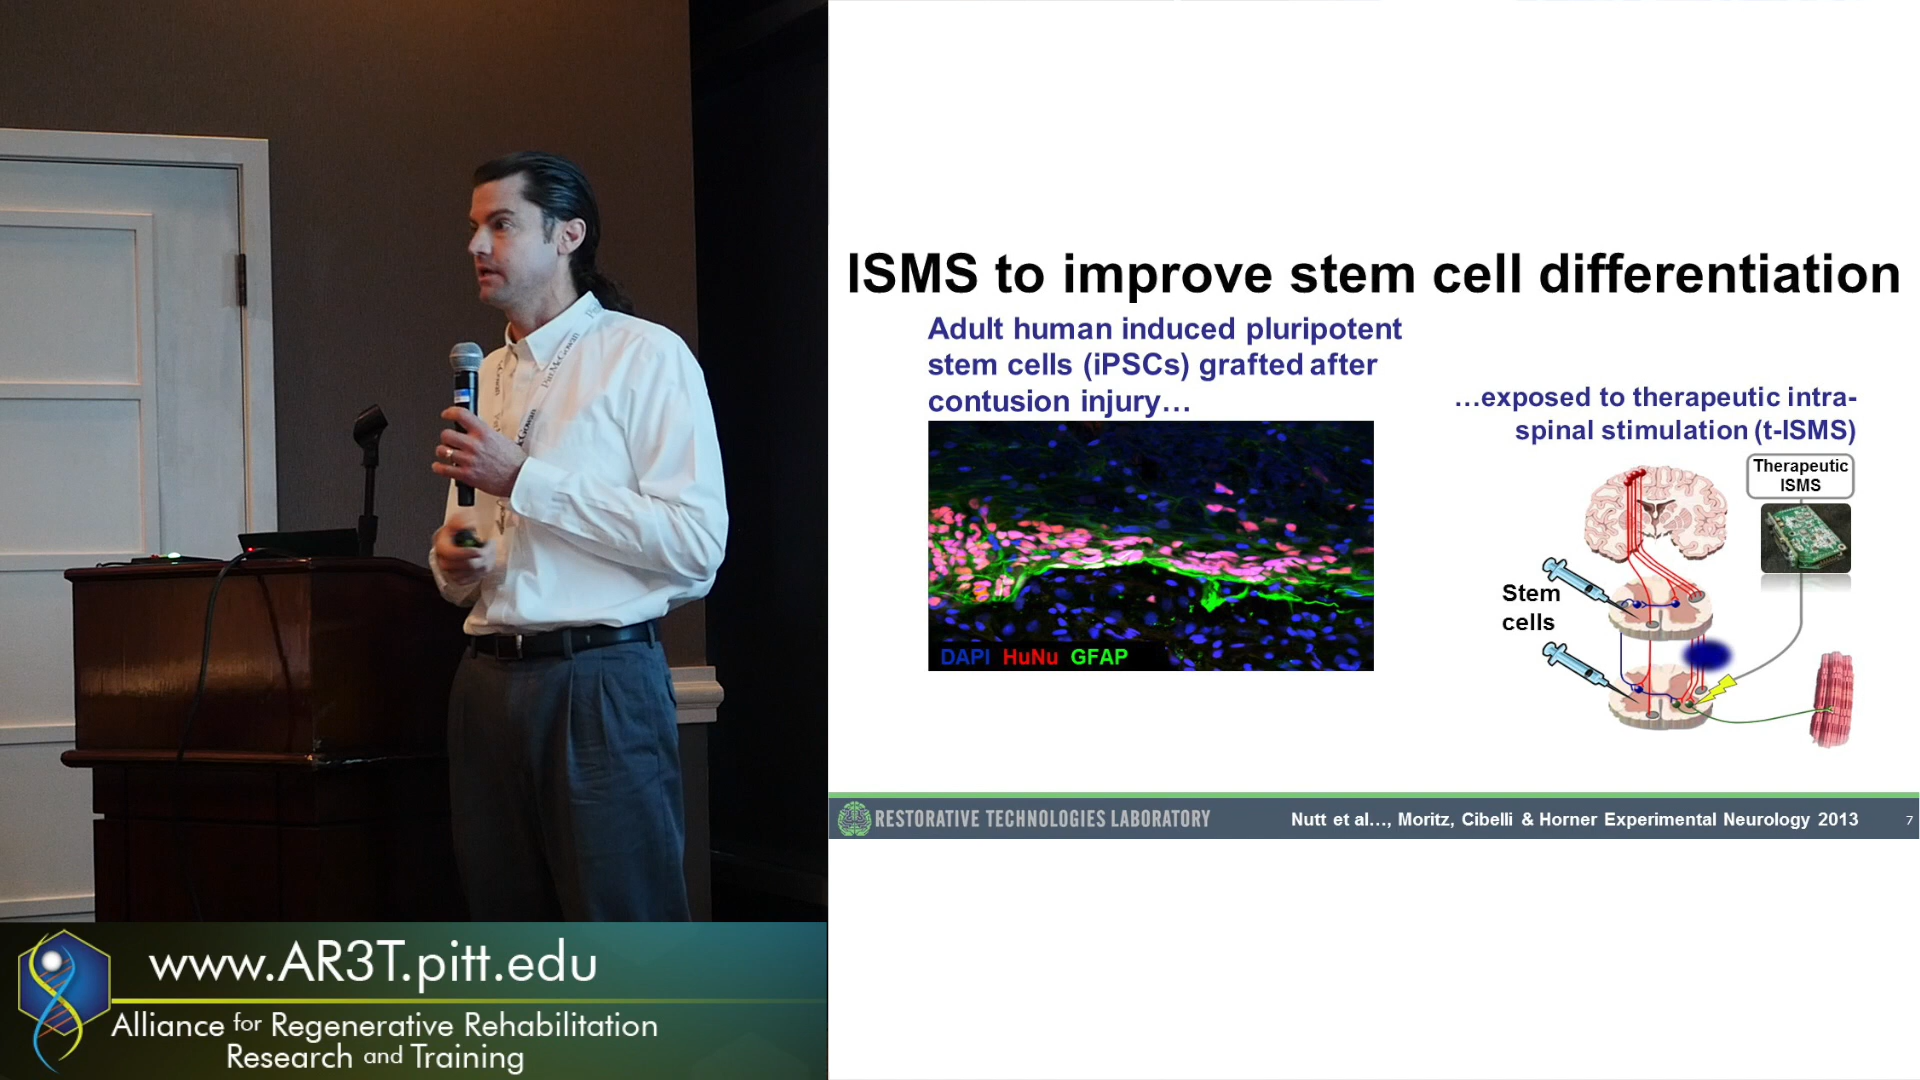 ISMS to improve stem cell differentiation
Adult human induced pluripotent
stem cells (iPSCs) grafted after
contusion injury…
…exposed to therapeutic intra-
spinal stimulation (t-ISMS)
Therapeutic
ISMS
Stem
cells
DAPI HuNu GFAP
RESTORATIVE TECHNOLOGIES LABORATORY
Nutt et al…, Moritz, Cibelli & Horner Experimental Neurology 2013
7
Pitt McGowan
www.AR3T.pitt.edu
Alliance for Regenerative Rehabilitation
Research and Training